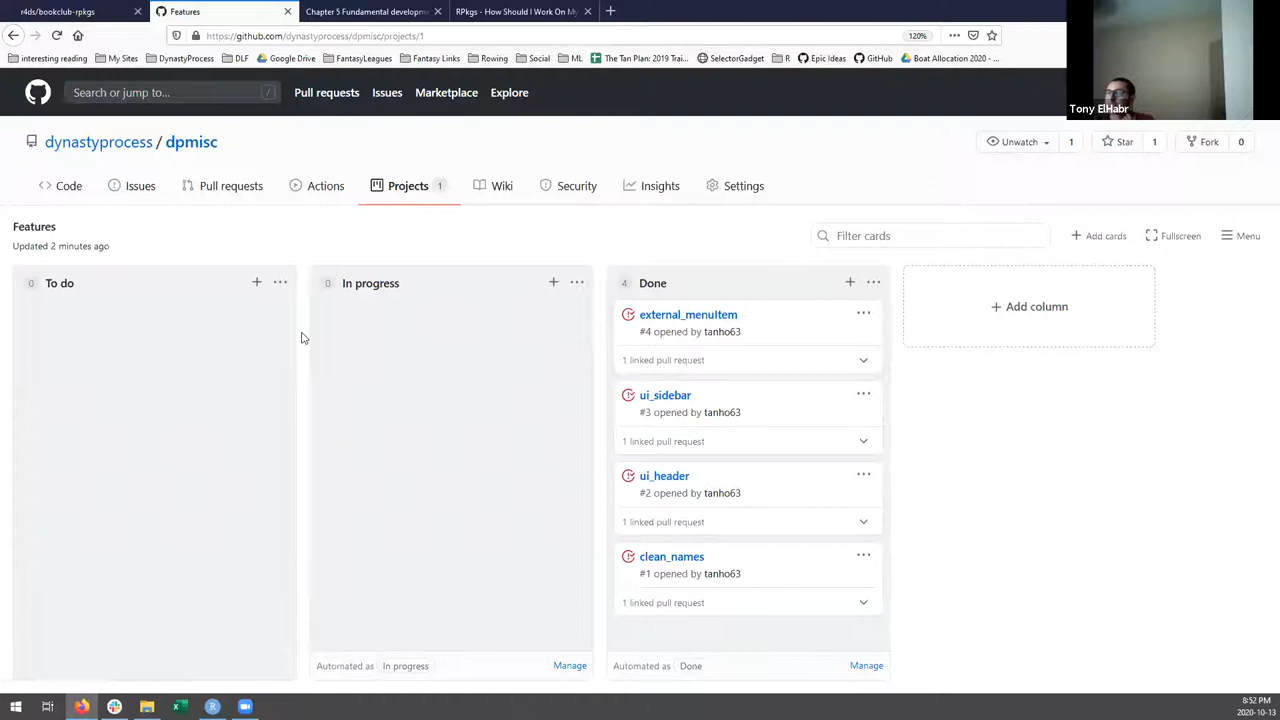 r4ds/bookclub-rpkgs
Features
Chapter 5 Fundamental developme
RPkgs - How Should I Work On My
https://github.com/dynastyprocess/dpmisc/projects/1
120%
interesting reading
My Sites
DynastyProcess
DLF
Google Drive
FantasyLeagues
Fantasy Links
Rowing
Social
ML
The Tan Plan: 2019 Trai...
SelectorGadget
R
Epic Ideas
GitHub
Boat Allocation 2020 - ...
Tony ElHabr
Search or jump to...
/
Pull requests
Issues
Marketplace
Explore
dynastyprocess / dpmisc
Unwatch
1
Star
1
Fork
0
Code
Issues
Pull requests
Actions
Projects
1
Wiki
Security
Insights
Settings
Features
Updated 2 minutes ago
Filter cards
Add cards
Fullscreen
Menu
0 To do
0 In progress
4 Done
Add column
external_menuItem
#4 opened by tanho63
1 linked pull request
ui_sidebar
#3 opened by tanho63
1 linked pull request
ui_header
#2 opened by tanho63
1 linked pull request
clean_names
#1 opened by tanho63
1 linked pull request
Automated as In progress
Manage
Automated as Done
Manage
8:52 PM
2020-10-13